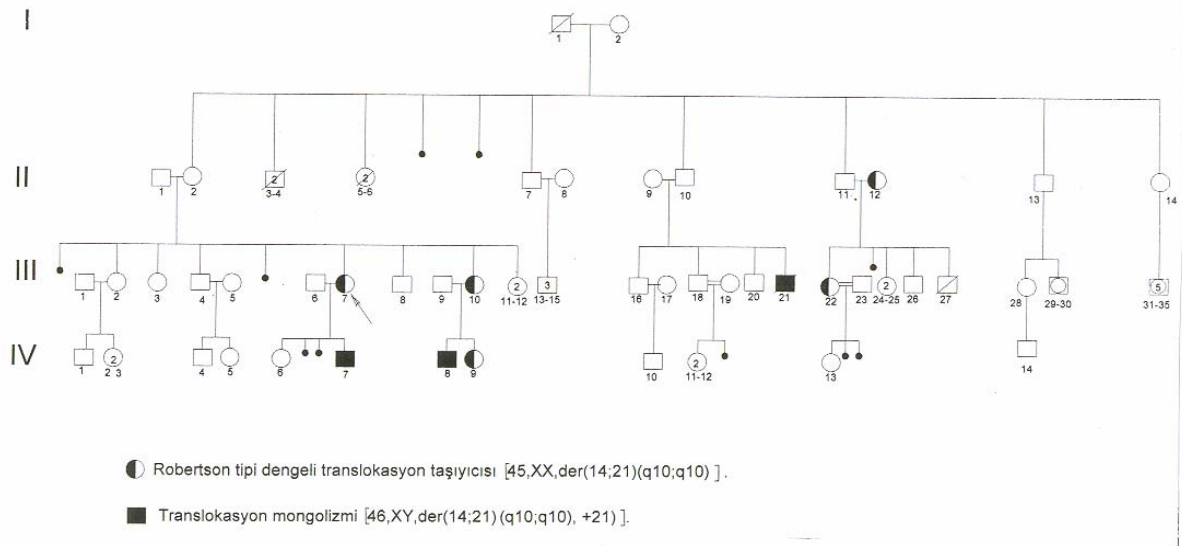 I
1 2
II
1 2 2 3-4 2 5-6 7 8 9 10 11 12 13 14
III
1 2 3 4 5 6 7 8 9 10 2 11-12 3 13-15 16 17 18 19 20 21 22 23 2 24-25 26 27 28 29-30 5 31-35
IV
1 2 2 3 4 5 6 7 8 9 10 2 11-12 13 14
Robertson tipi dengeli translokasyon taşıyıcısı [45,XX,der(14;21)(q10;q10) ] .
Translokasyon mongolizmi [46,XY,der(14;21) (q10;q10), +21) ].